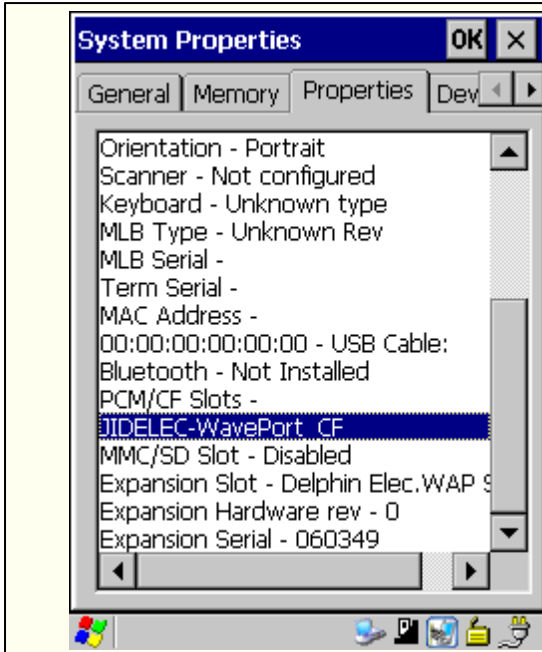 System Properties OK
General Memory Properties Dev
Orientation - Portrait
Scanner - Not configured
Keyboard - Unknown type
MLB Type - Unknown Rev
MLB Serial -
Term Serial -
MAC Address -
00:00:00:00:00:00 - USB Cable:
Bluetooth - Not Installed
PCM/CF Slots -
JIDELEC-WavePort CF
MMC/SD Slot - Disabled
Expansion Slot - Delphin Elec.WAP S
Expansion Hardware rev - 0
Expansion Serial - 060349